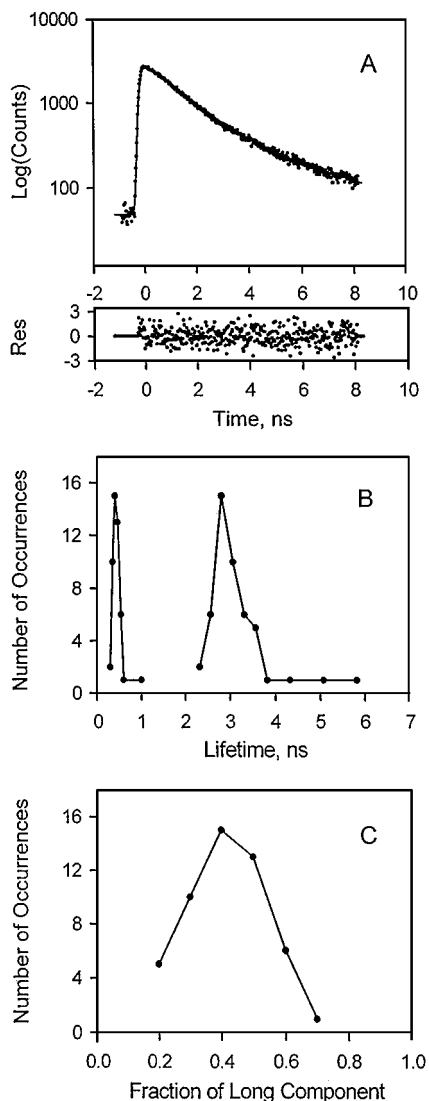 10000
A
1000
Log(Counts)
100
-2 0 2 4 6 8 10
3
Res
0
-3
-2 0 2 4 6 8 10
Time, ns
16
B
12
Number of Occurrences
8
4
0
0 1 2 3 4 5 6 7
Lifetime, ns
16
C
12
Number of Occurrences
8
4
0
0.0 0.2 0.4 0.6 0.8 1.0
Fraction of Long Component